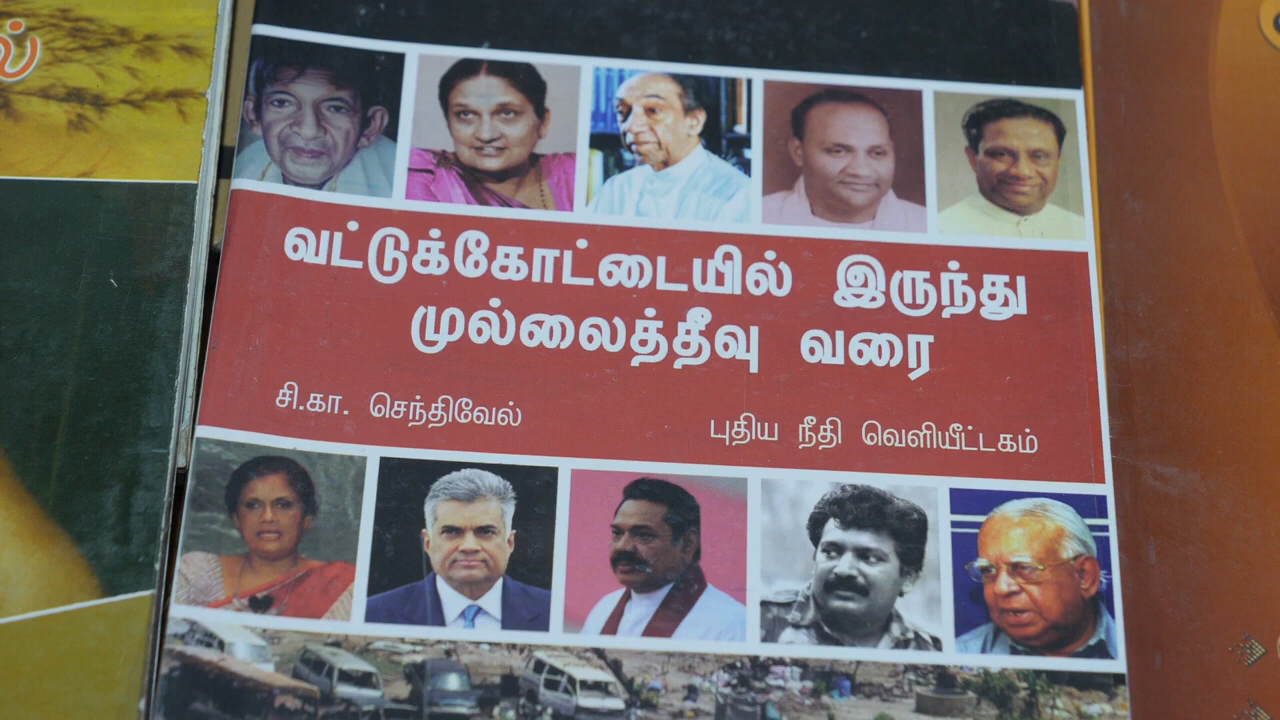 வட்டுக்கோட்டையில் இருந்து
முல்லைத்தீவு வரை
சி.கா. செந்திவேல்
புதிய நீதி வெளியீட்டகம்